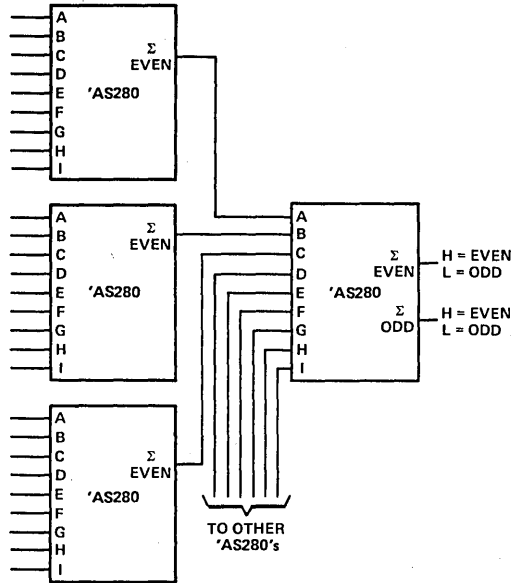 A
B
C
D
E
F
G
H
I
Σ
EVEN
'AS280
A
B
C
D
E
F
G
H
I
Σ
EVEN
'AS280
A
B
C
D
E
F
G
H
I
Σ
EVEN
'AS280
A
B
C
D
E
F
G
H
I
Σ
EVEN
'AS280
Σ
ODD
H = EVEN
L = ODD
H = EVEN
L = ODD
TO OTHER
'AS280's